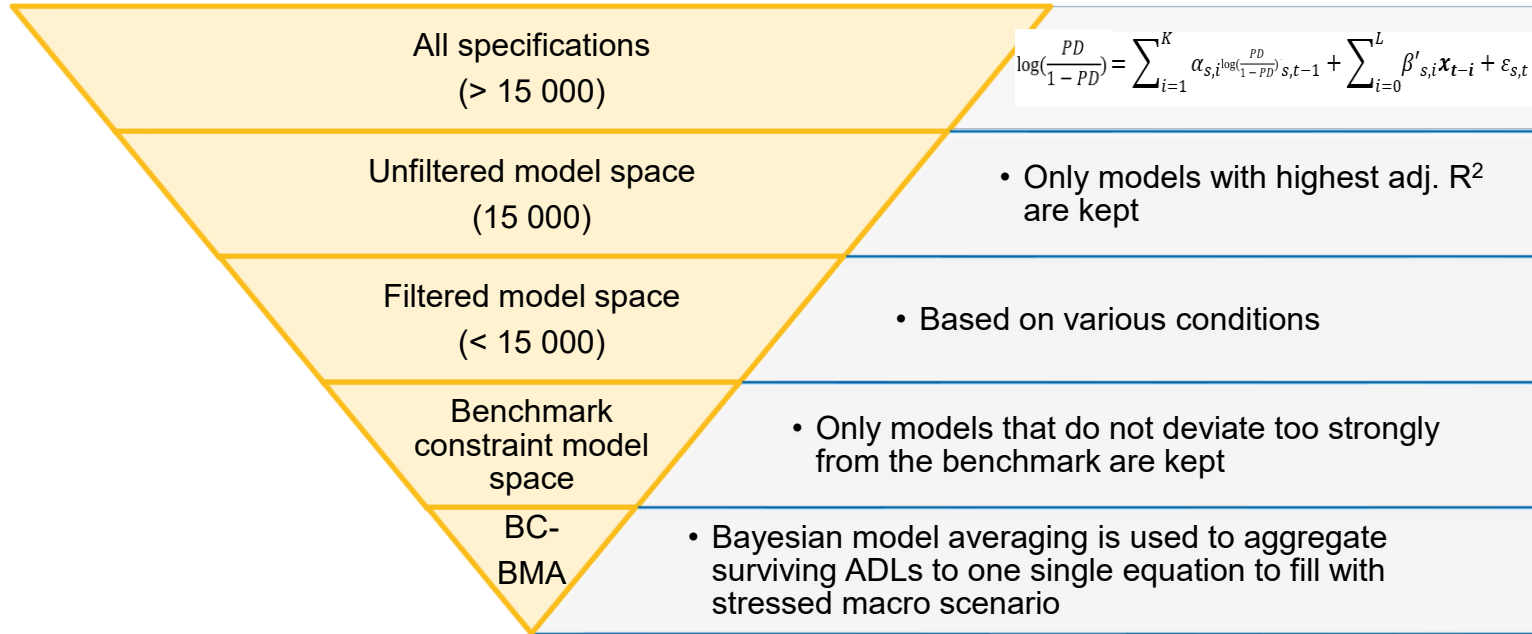 All specifications
(> 15 000)
log(PD/(1 − PD)) = ∑_{i=1}^{K} α_{s,i} log(PD/(1−PD))_{s,t−1} + ∑_{i=0}^{L} β′_{s,i} x_{t−i} + ε_{s,t}
Unfiltered model space
(15 000)
• Only models with highest adj. R²
are kept
Filtered model space
(< 15 000)
• Based on various conditions
Benchmark
constraint model
space
• Only models that do not deviate too strongly
from the benchmark are kept
BC-
BMA
• Bayesian model averaging is used to aggregate
surviving ADLs to one single equation to fill with
stressed macro scenario